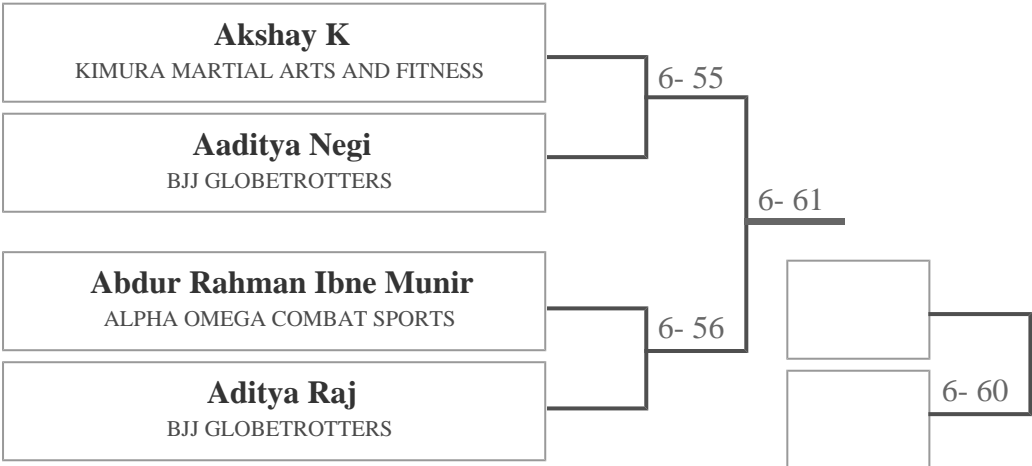 Akshay K
KIMURA MARTIAL ARTS AND FITNESS
6- 55
Aaditya Negi
BJJ GLOBETROTTERS
6- 61
Abdur Rahman Ibne Munir
ALPHA OMEGA COMBAT SPORTS
6- 56
Aditya Raj
BJJ GLOBETROTTERS
6- 60